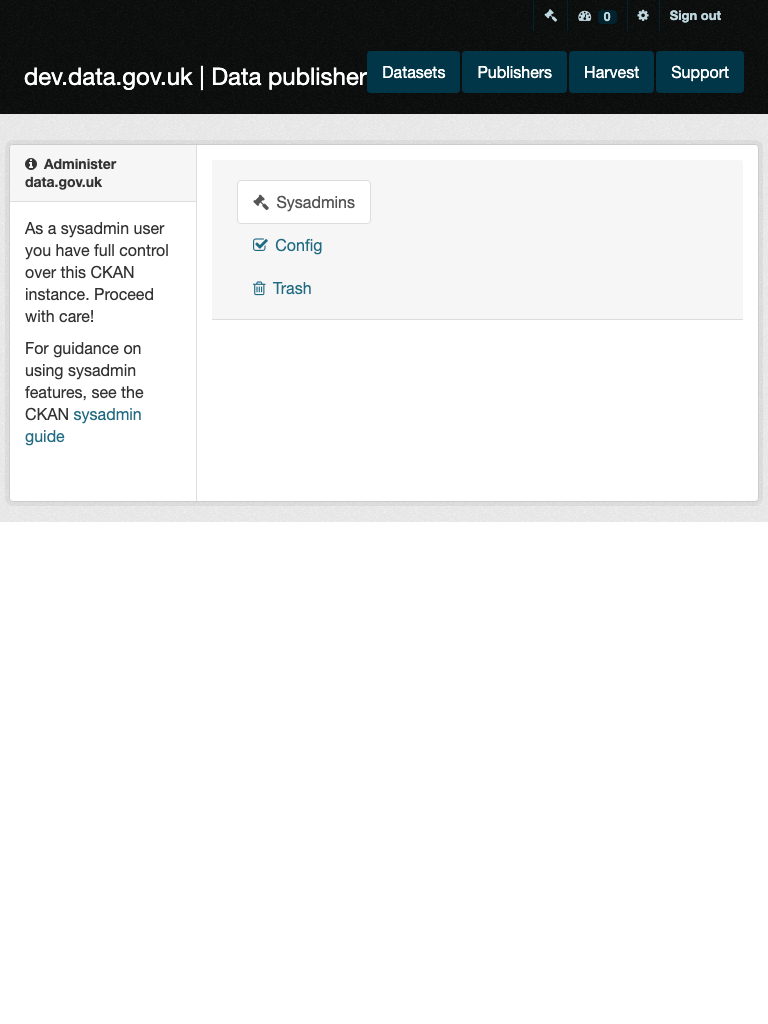 0
Sign out
dev.data.gov.uk | Data publisher
Datasets
Publishers
Harvest
Support
Administer
data.gov.uk
As a sysadmin user
you have full control
over this CKAN
instance. Proceed
with care!
For guidance on
using sysadmin
features, see the
CKAN sysadmin
guide
Sysadmins
Config
Trash